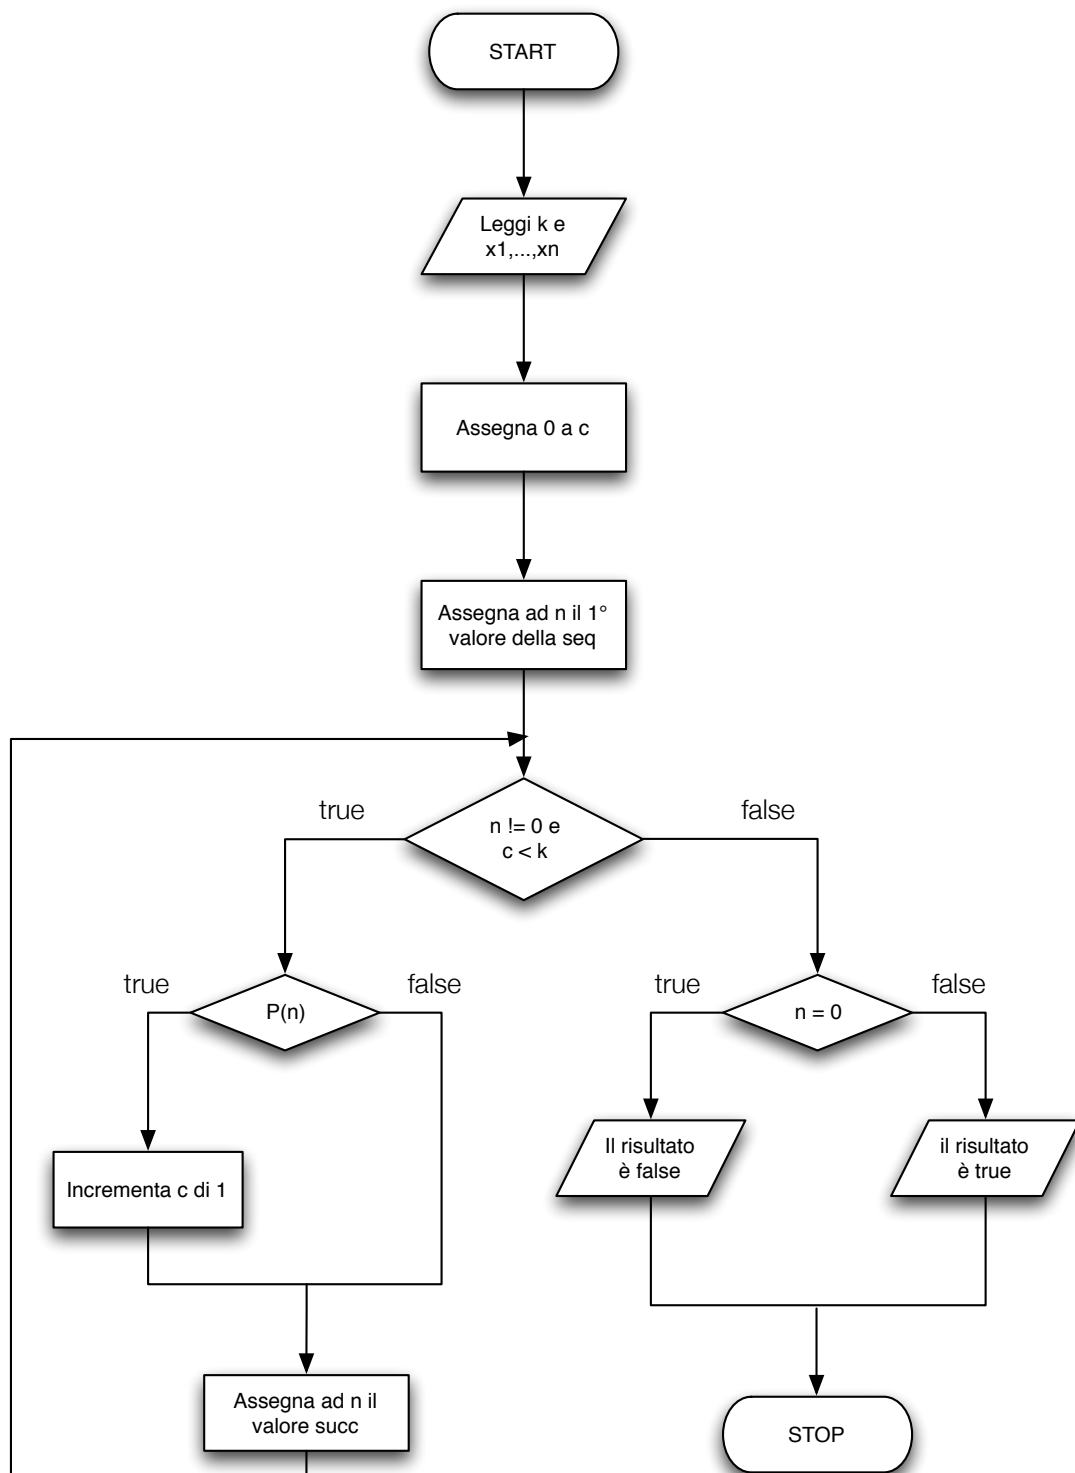 START
Leggi k e
x1,...,xn
Assegna 0 a c
Assegna ad n il 1°
valore della seq
true
n != 0 e
c < k
false
true
P(n)
false
true
n = 0
false
Incrementa c di 1
Il risultato
è false
il risultato
è true
Assegna ad n il
valore succ
STOP